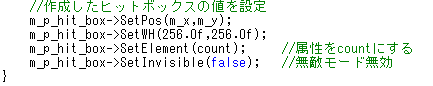 //作成したヒットボックスの値を設定
m_p_hit_box->SetPos(m_x,m_y);
m_p_hit_box->SetWH(256.0f,256.0f);
m_p_hit_box->SetElement(count);    //属性をcountにする
m_p_hit_box->SetInvisible(false);   //無敵モード無効
}